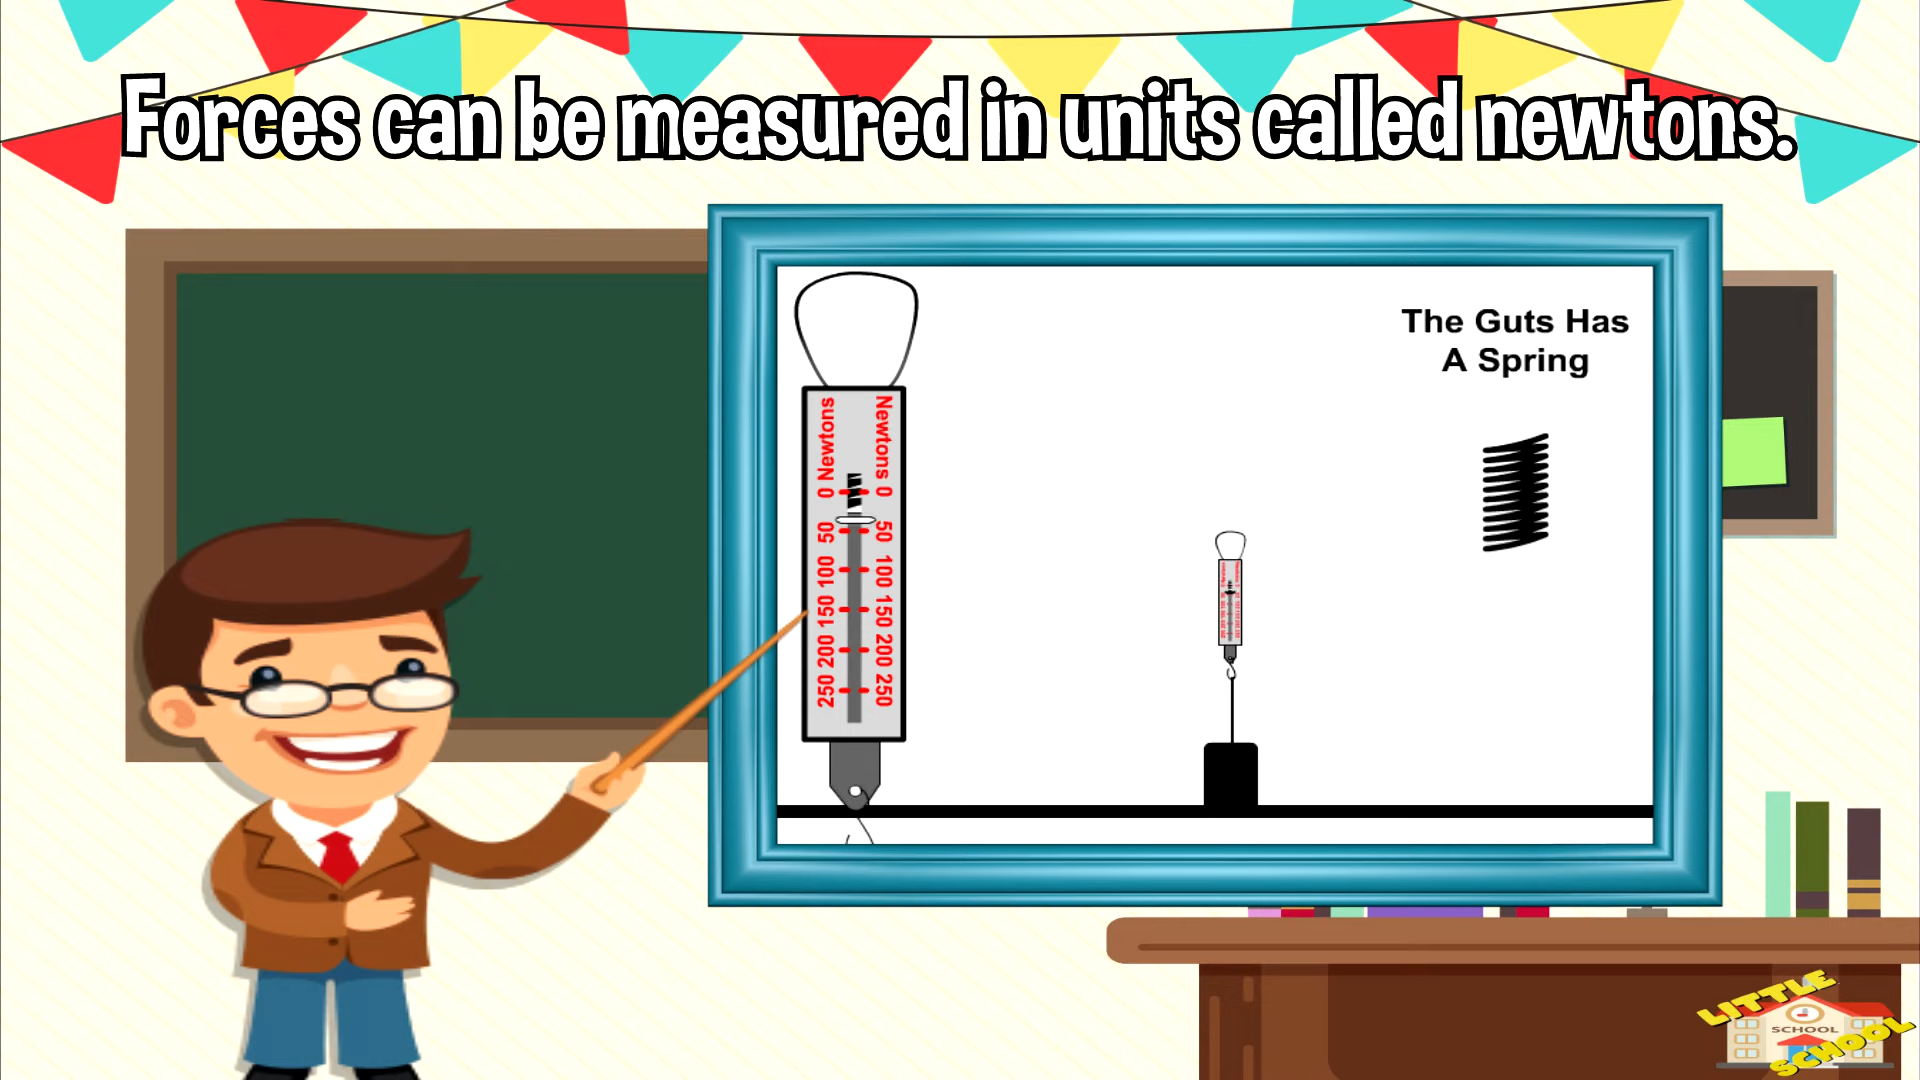 Forces can be measured in units called newtons.
The Guts Has
A Spring
0 Newtons
Newtons 0
50 50
100 100
150 150
200 200
250 250
LITTLE
SCHOOL
SCHOOL